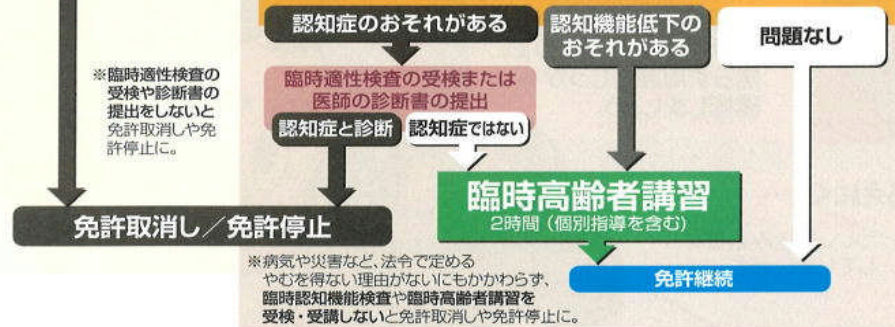 認知症のおそれがある
認知機能低下の
おそれがある
問題なし
※臨時適性検査の
受検や診断書の
提出をしないと
免許取消しや免
許停止に。
臨時適性検査の受検または
医師の診断書の提出
認知症と診断
認知症ではない
臨時高齢者講習
2時間（個別指導を含む）
免許取消し／免許停止
免許継続
※病気や災害など、法令で定める
やむを得ない理由がないにもかかわらず、
臨時認知機能検査や臨時高齢者講習を
受検・受講しないと免許取消しや免許停止に。